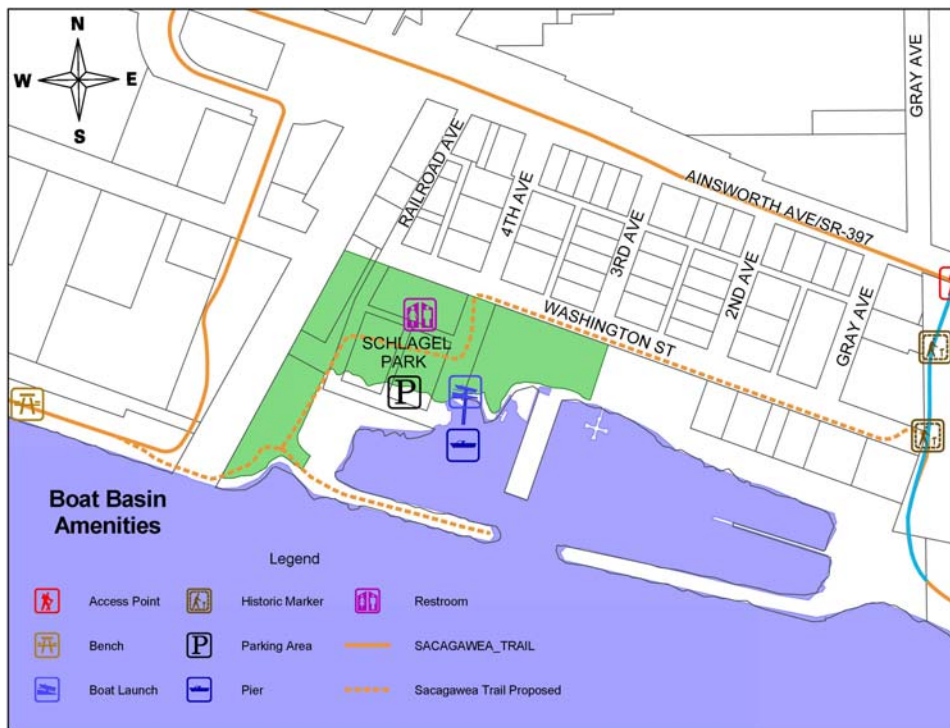 N
W E
S
GRAY AVE
RAILROAD AVE
4TH AVE
AINSWORTH AVE/SR-397
3RD AVE
2ND AVE
GRAY AVE
WASHINGTON ST
SCHLAGEL
PARK
P
Boat Basin
Amenities
Legend
Access Point
Historic Marker
Restroom
Bench
P
Parking Area
SACAGAWEA_TRAIL
Boat Launch
Pier
Sacagawea Trail Proposed